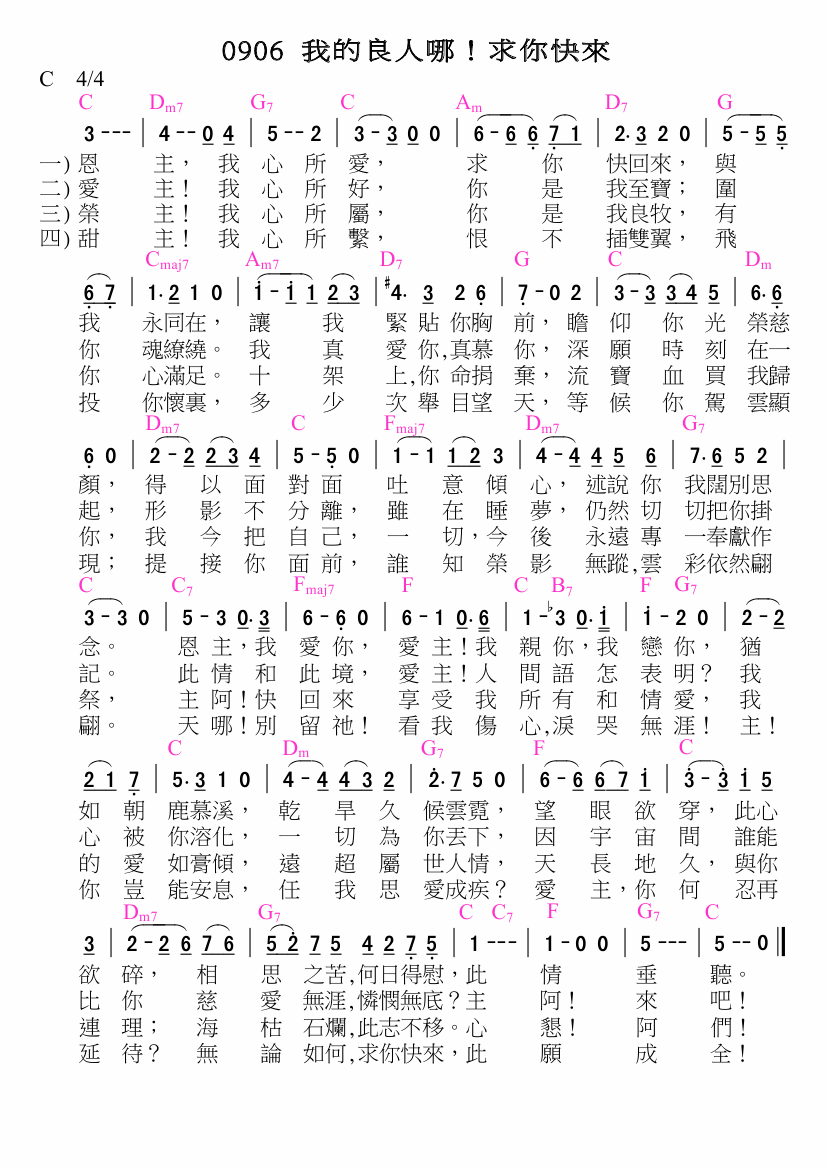 0906 我的良人哪！求你快來
C 4/4
C Dm7 G7 C Am D7 G
3 - - - | 4 - - 0 4 | 5 - - 2 | 3 - 3 0 0 | 6 - 6 6 7 1 | 2. 3 2 0 | 5 - 5 5
一) 恩 主， 我 心 所 愛， 求 你 快回來， 與
二) 愛 主！ 我 心 所 好， 你 是 我至寶； 圍
三) 榮 主！ 我 心 所 屬， 你 是 我良牧， 有
四) 甜 主！ 我 心 所 繫， 恨 不 插雙翼， 飛
Cmaj7 Am7 D7 G C Dm
6 7 | 1. 2 1 0 | 1 - 1 1 2 3 | #4. 3 2 6 | 7 - 0 2 | 3 - 3 3 4 5 | 6. 6
我 永同在， 讓 我 緊 貼 你胸 前，瞻 仰 你 光 榮慈
你 魂繚繞。 我 真 愛 你,真慕 你，深 願 時 刻 在一
你 心滿足。 十 架 上,你 命捐 棄，流 寶 血 買 我歸
投 你懷裏， 多 少 次 舉 目望 天，等 候 你 駕 雲顯
Dm7 C Fmaj7 Dm7 G7
6 0 | 2 - 2 2 3 4 | 5 - 5 0 | 1 - 1 1 2 3 | 4 - 4 4 5 6 | 7. 6 5 2 |
顏， 得 以 面 對 面 吐 意 傾 心，述說 你 我闊別思
起， 形 影 不 分 離， 雖 在 睡 夢，仍然 切 切把你掛
你， 我 今 把 自 己， 一 切,今 後 永遠 專 一奉獻作
現； 提 接 你 面 前， 誰 知 榮 影 無蹤,雲 彩依然翩
C C7 Fmaj7 F C B7 F G7
3 - 3 0 | 5 - 3 0. 3 | 6 - 6 0 | 6 - 1 0. 6 | 1 - b3 0. 1 | 1 - 2 0 | 2 - 2
念。 恩 主,我 愛 你， 愛 主！我 親 你,我 戀 你， 猶
記。 此 情 和 此 境， 愛 主！人 間 語 怎 表 明？ 我
祭， 主 阿！快 回 來 享 受 我 所 有 和 情 愛， 我
翩。 天 哪！別 留 祂！ 看 我 傷 心,淚 哭 無 涯！ 主！
C Dm G7 F C
2 1 7 | 5. 3 1 0 | 4 - 4 4 3 2 | 2. 7 5 0 | 6 - 6 6 7 1 | 3 - 3 1 5
如 朝 鹿慕溪， 乾 旱 久 候雲霓， 望 眼 欲 穿，此心
心 被 你溶化， 一 切 為 你丟下， 因 宇 宙 間 誰能
的 愛 如膏傾， 遠 超 屬 世人情， 天 長 地 久，與你
你 豈 能安息， 任 我 思 愛成疾？ 愛 主,你 何 忍再
Dm7 G7 C C7 F G7 C
3 | 2 - 2 6 7 6 | 5 2 7 5 4 2 7 5 | 1 - - - | 1 - 0 0 | 5 - - - | 5 - - 0 ||
欲 碎， 相 思 之苦,何日得慰，此 情 垂 聽。
比 你 慈 愛 無涯,憐憫無底？主 阿！ 來 吧！
連 理； 海 枯 石爛,此志不移。心 懇！ 阿 們！
延 待？ 無 論 如何,求你快來，此 願 成 全！